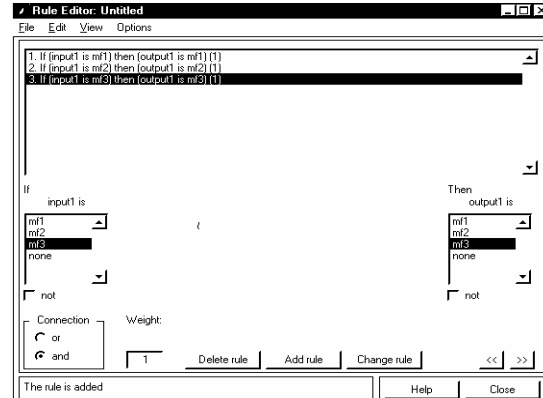 Rule Editor: Untitled
File Edit View Options
1. If (input1 is mf1) then (output1 is mf1) (1)
2. If (input1 is mf2) then (output1 is mf2) (1)
3. If (input1 is mf3) then (output1 is mf3) (1)
If
input1 is
Then
output1 is
mf1
mf2
mf3
none
mf1
mf2
mf3
none
not
not
Connection
or
and
Weight:
1
Delete rule
Add rule
Change rule
<< >>
The rule is added
Help
Close